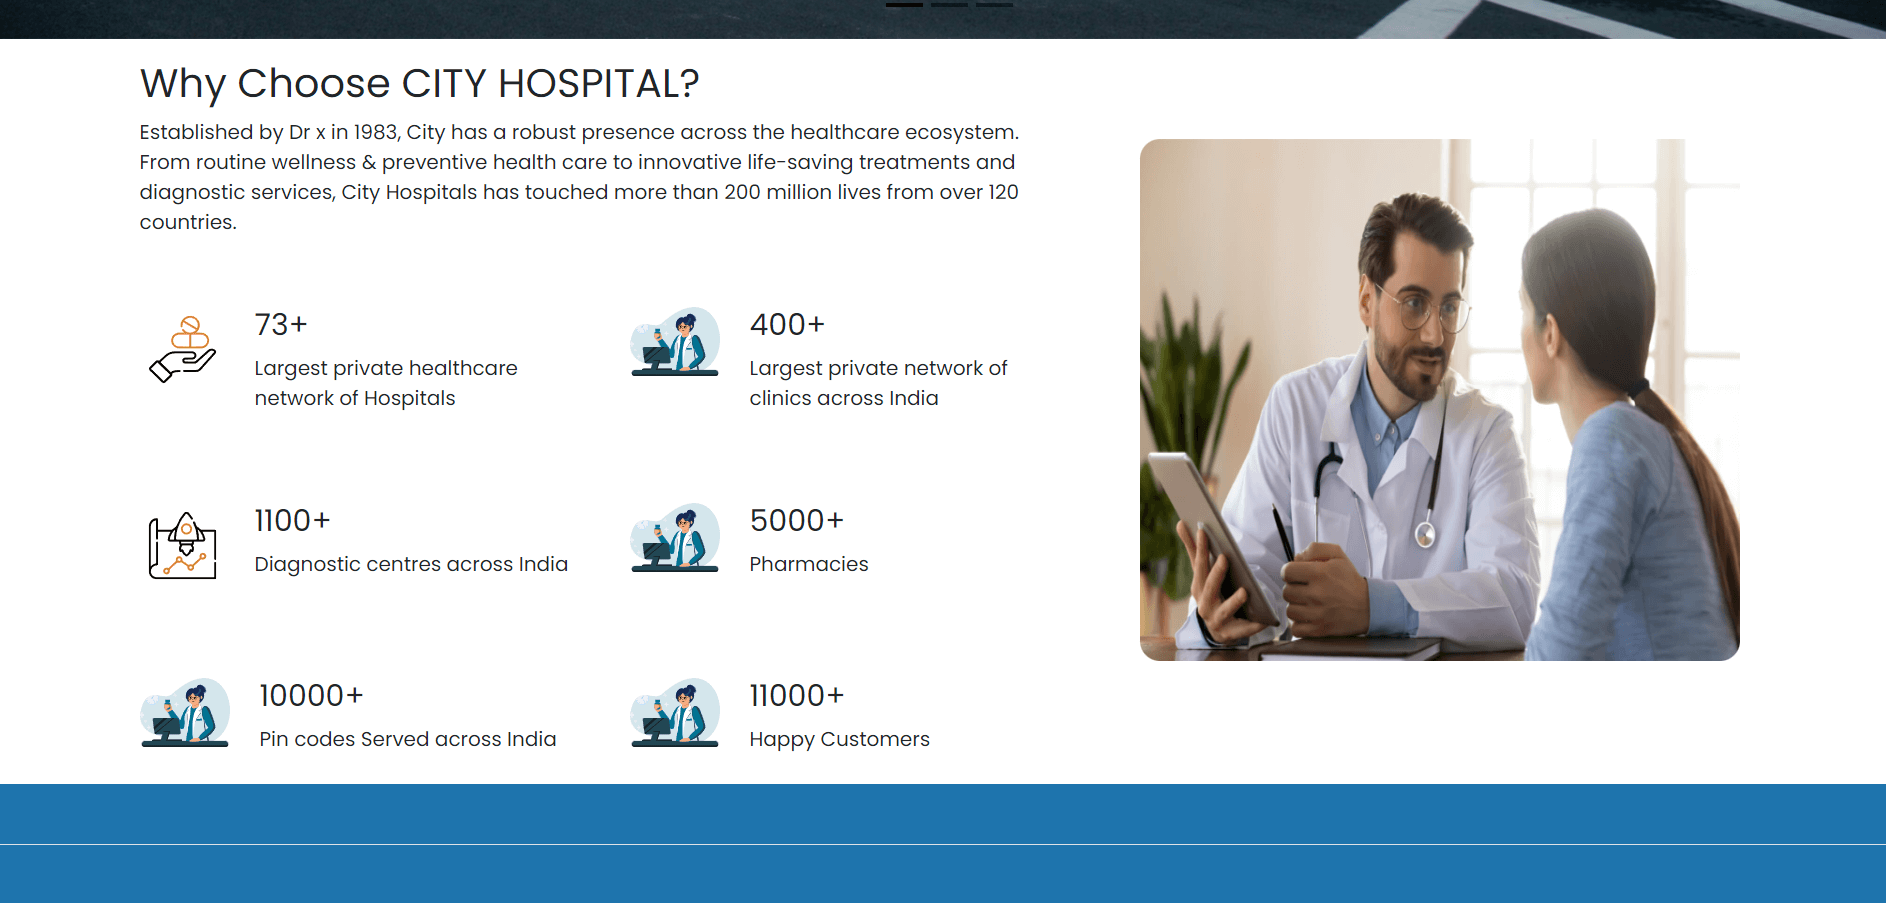 Why Choose CITY HOSPITAL?
Established by Dr x in 1983, City has a robust presence across the healthcare ecosystem.
From routine wellness & preventive health care to innovative life-saving treatments and
diagnostic services, City Hospitals has touched more than 200 million lives from over 120
countries.
73+
Largest private healthcare
network of Hospitals
400+
Largest private network of
clinics across India
1100+
Diagnostic centres across India
5000+
Pharmacies
10000+
Pin codes Served across India
11000+
Happy Customers